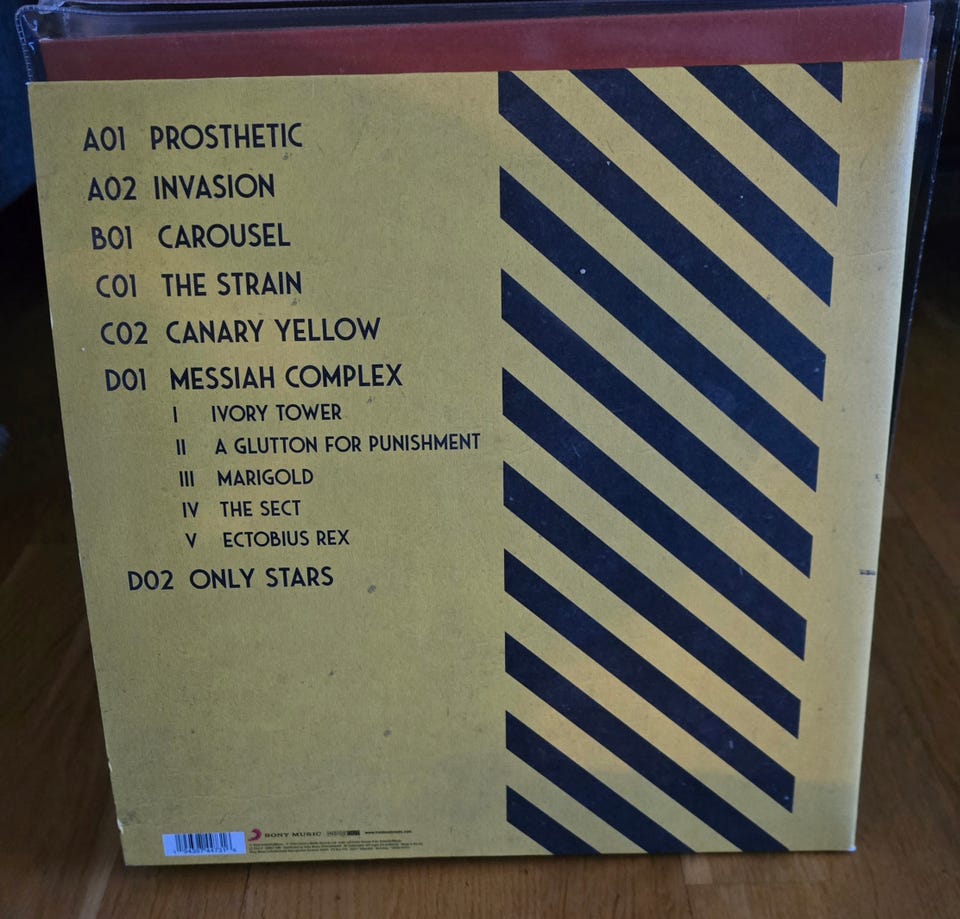 A01 PROSTHETIC
A02 INVASION
B01 CAROUSEL
C01 THE STRAIN
C02 CANARY YELLOW
D01 MESSIAH COMPLEX
I IVORY TOWER
II A GLUTTON FOR PUNISHMENT
III MARIGOLD
IV THE SECT
V ECTOBIUS REX
D02 ONLY STARS
SONY MUSIC